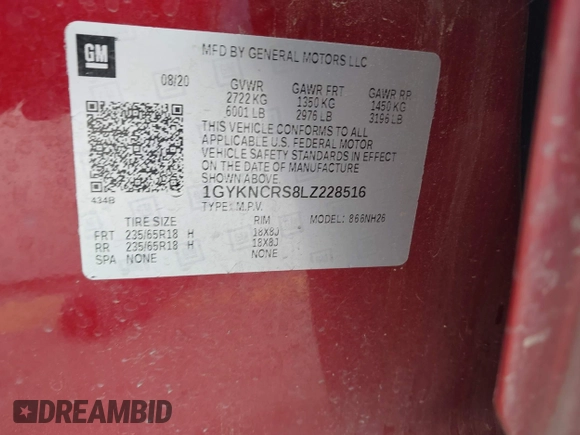 GM
MFD BY GENERAL MOTORS LLC
08/20 GVWR GAWR FRT GAWR RR
2722 KG 1350 KG 1450 KG
6001 LB 2976 LB 3196 LB
THIS VEHICLE CONFORMS TO ALL
APPLICABLE U.S. FEDERAL MOTOR
VEHICLE SAFETY STANDARDS IN EFFECT
ON THE DATE OF MANUFACTURE
SHOWN ABOVE.
434B 1GYKNCRS8LZ228516
TYPE: M.P.V.
TIRE SIZE RIM MODEL: 866NH26
FRT 235/65R18 H 18X8J
RR 235/65R18 H 18X8J
SPA NONE NONE
DREAMBID